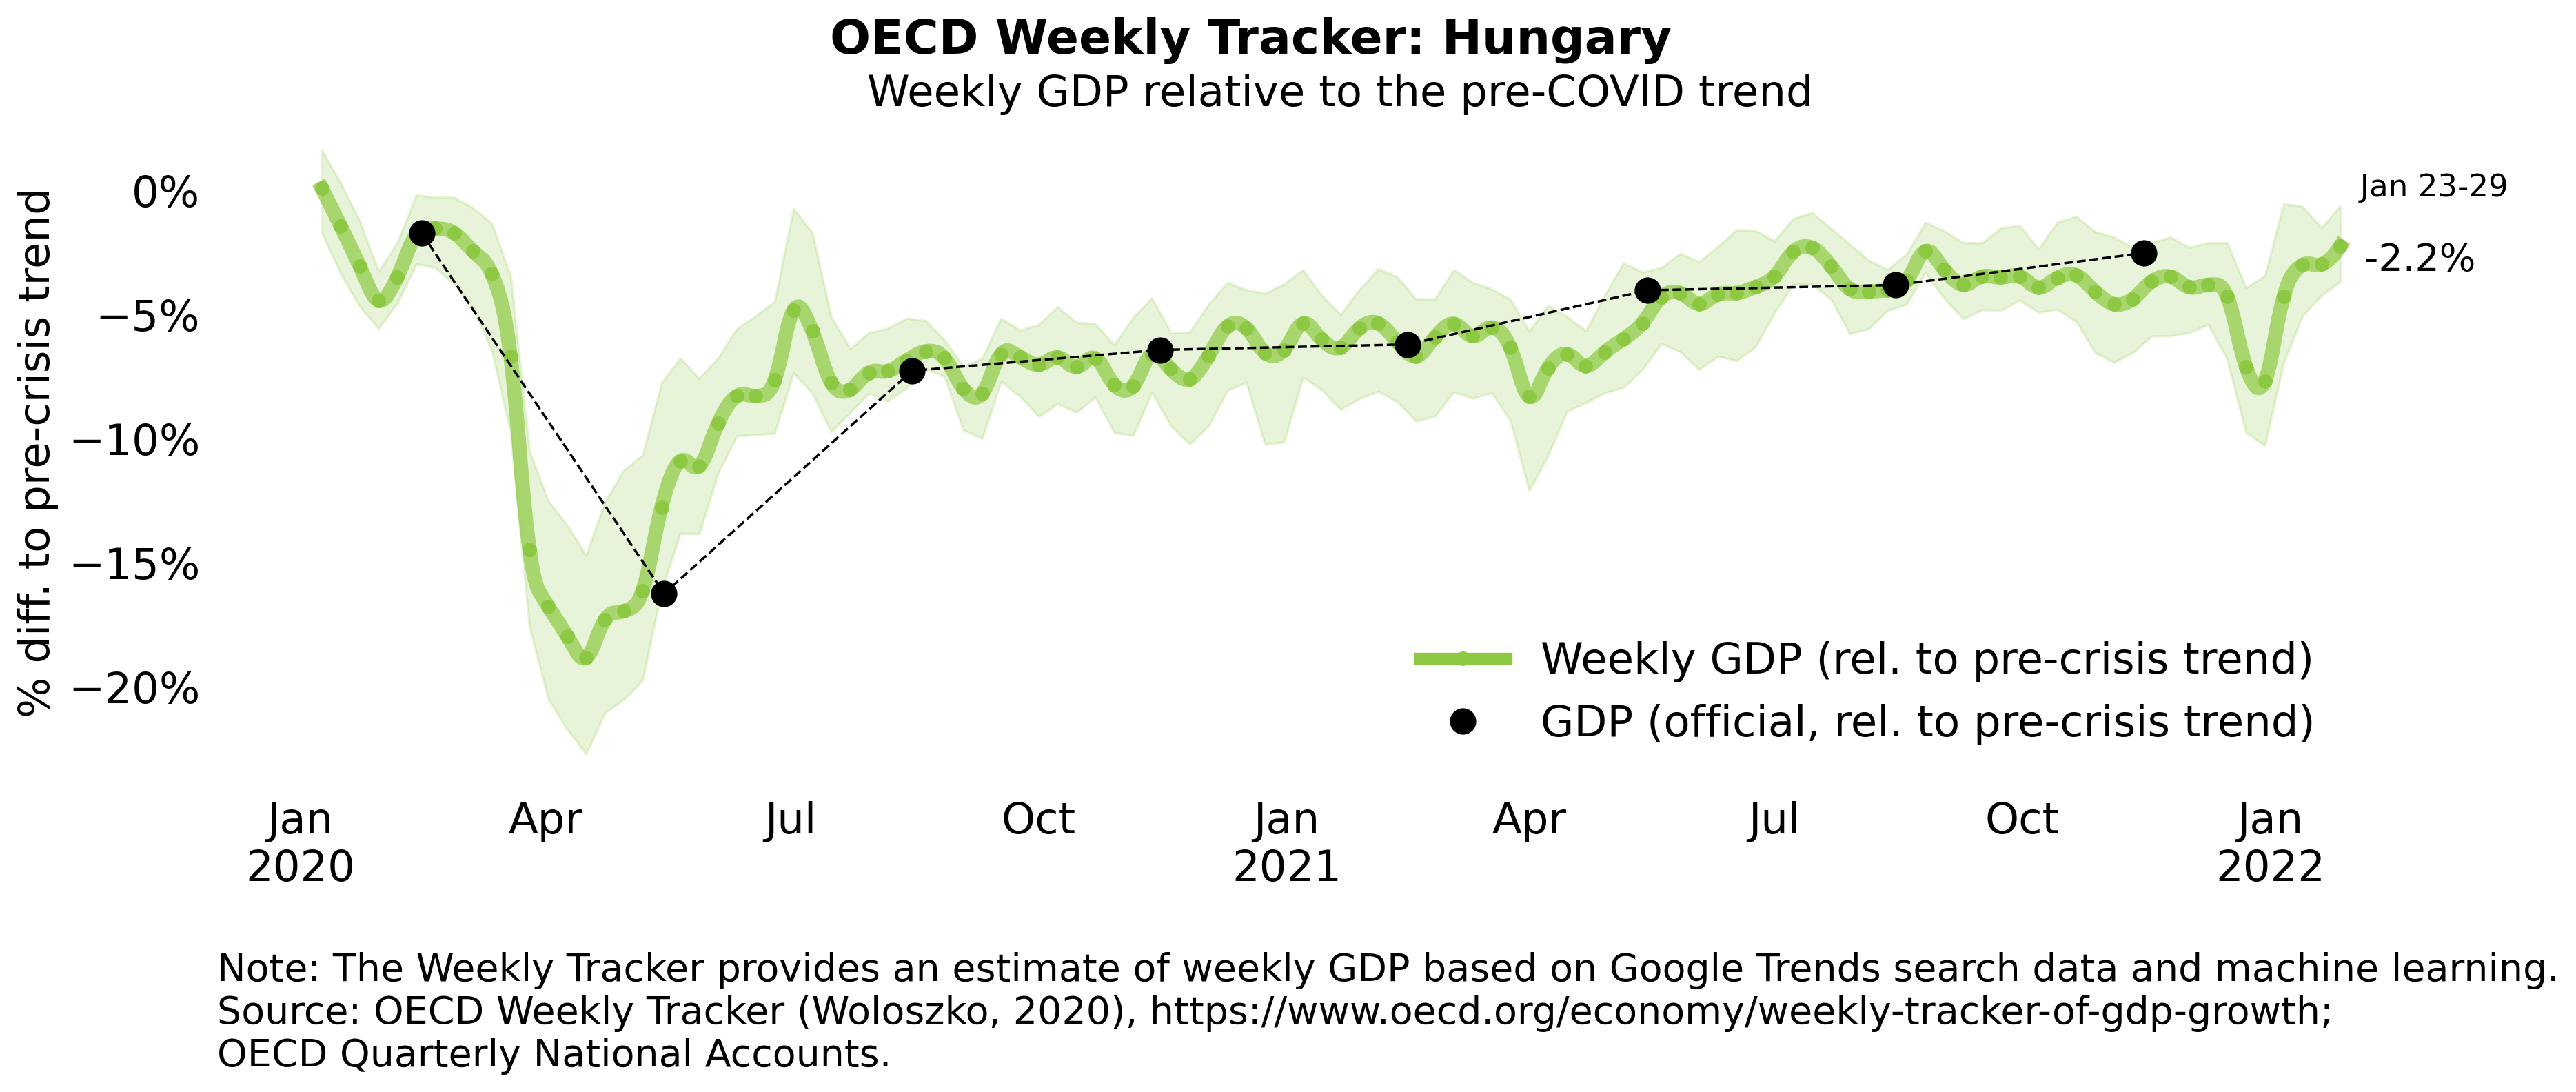 OECD Weekly Tracker: Hungary
Weekly GDP relative to the pre-COVID trend
% diff. to pre-crisis trend
0%
−5%
−10%
−15%
−20%
Jan 23-29
-2.2%
Weekly GDP (rel. to pre-crisis trend)
GDP (official, rel. to pre-crisis trend)
Jan Apr Jul Oct Jan Apr Jul Oct Jan
2020 2021 2022
Note: The Weekly Tracker provides an estimate of weekly GDP based on Google Trends search data and machine learning.
Source: OECD Weekly Tracker (Woloszko, 2020), https://www.oecd.org/economy/weekly-tracker-of-gdp-growth;
OECD Quarterly National Accounts.